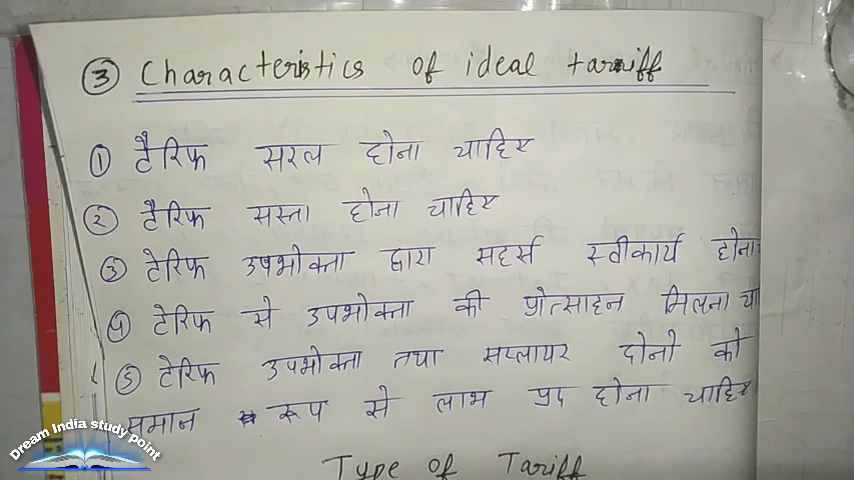 ③ Characteristics of ideal tariff
① टैरिफ सरल होना चाहिए
② टैरिफ सस्ता होना चाहिए
③ टेरिफ उपभोक्ता द्वारा सहर्स स्वीकार्य होना
④ टेरिफ से उपभोक्ता की प्रोत्साहन मिलना चा
⑤ टेरिफ उपभोक्ता तथा सप्लायर दोनो को
समान रूप से लाभ प्रद होना चाहिए
Type of Tariff
Dream India study point